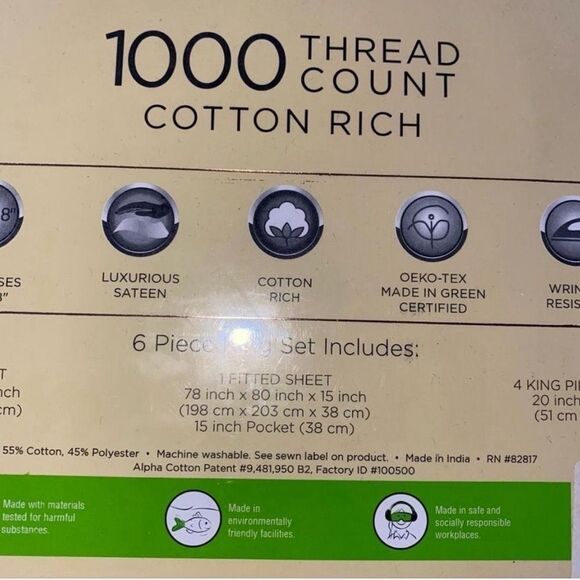 1000 THREAD COUNT
COTTON RICH
8"
LUXURIOUS SATEEN
COTTON RICH
OEKO-TEX MADE IN GREEN CERTIFIED
6 Set Includes:
1 FITTED SHEET
78 inch x 80 inch x 15 inch
(198 cm x 203 cm x 38 cm)
15 inch Pocket (38 cm)
4 KING
20 inch
(51 cm
55% Cotton, 45% Polyester • Machine washable. See sewn label on product. • Made in India • RN #82817
Alpha Cotton Patent #9,481,950 B2, Factory ID #100500
Made with materials
tested for harmful
substances.
Made in
environmentally
friendly facilities.
Made in safe and
socially responsible
workplaces.